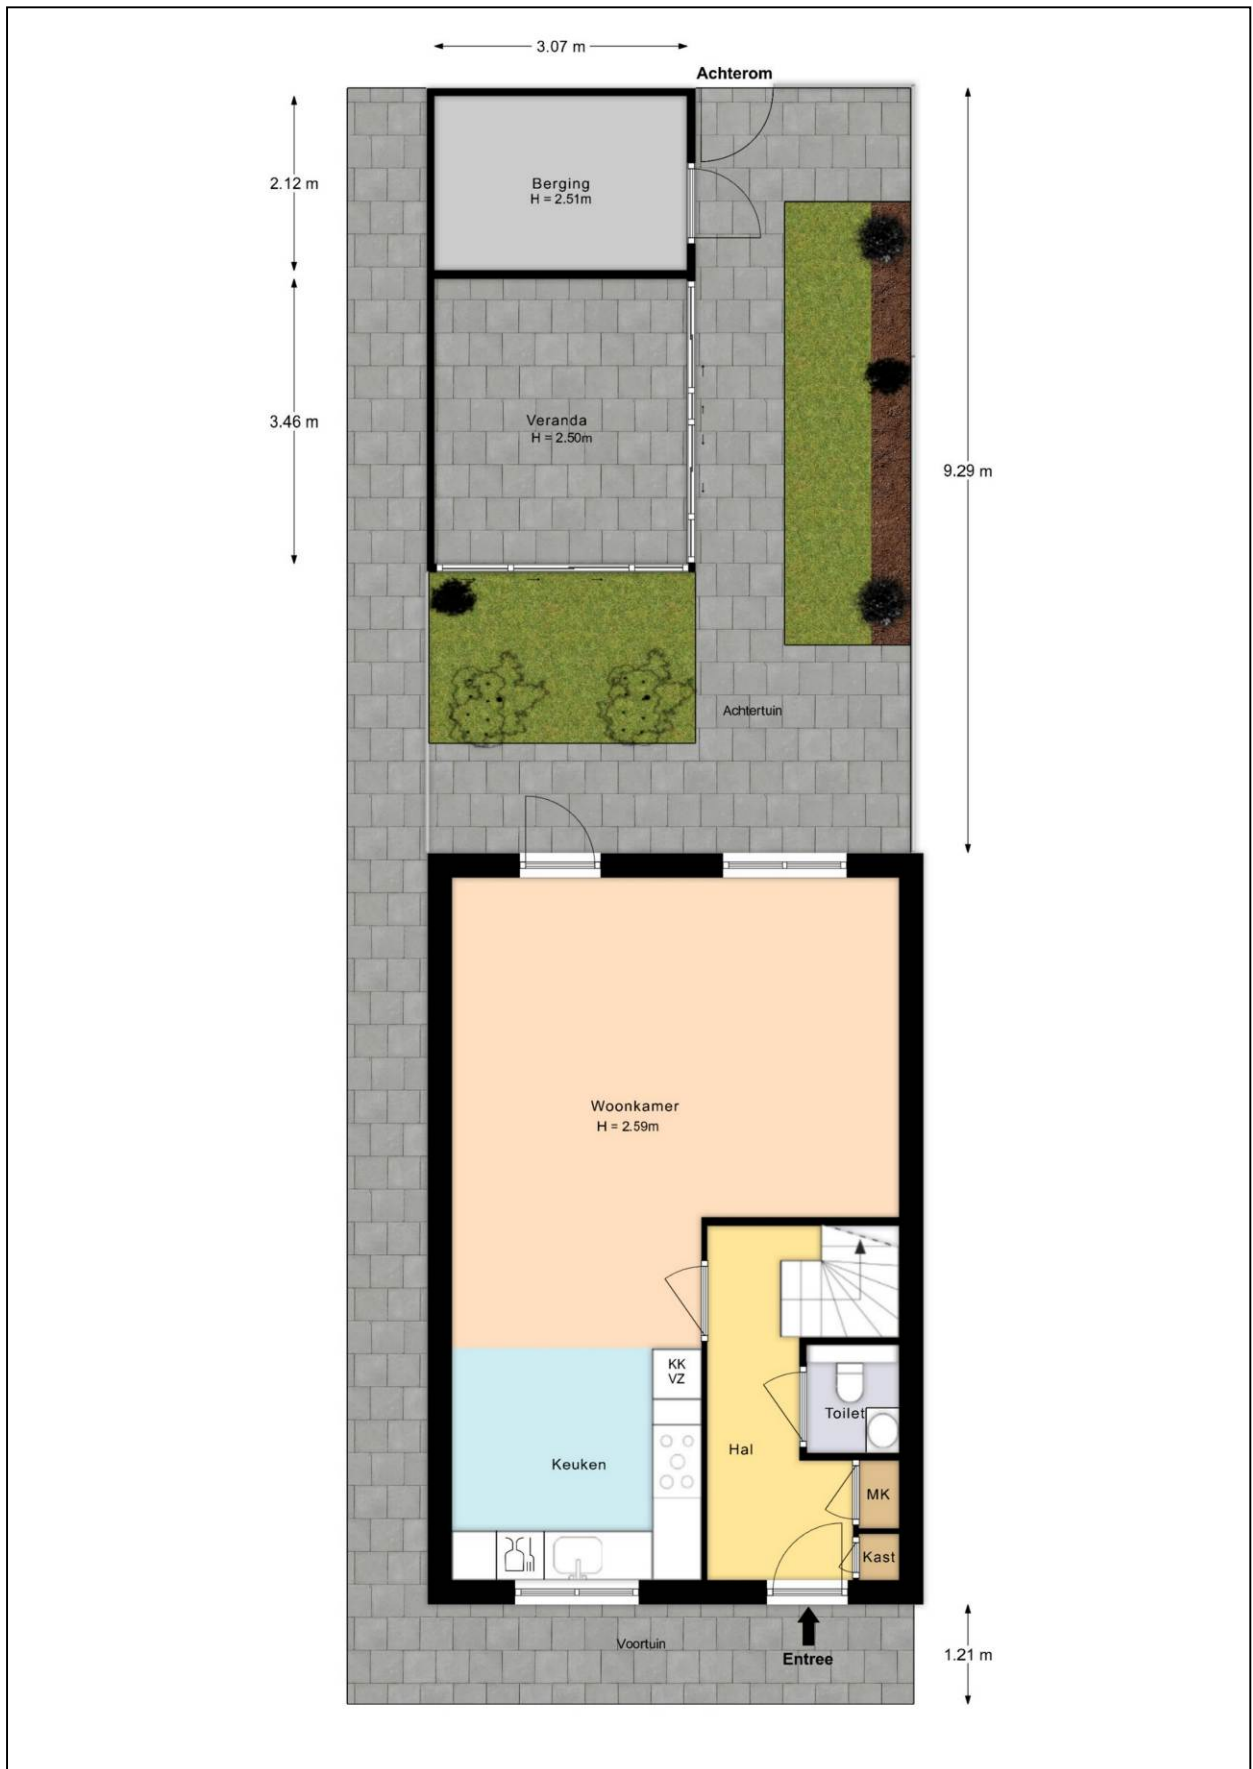 3.07 m
Achterom
2.12 m
Berging
H = 2.51m
3.46 m
Veranda
H = 2.50m
9.29 m
Achtertuin
Woonkamer
H = 2.59m
KK
VZ
Toilet
Hal
Keuken
MK
Kast
Voortuin
Entree
1.21 m